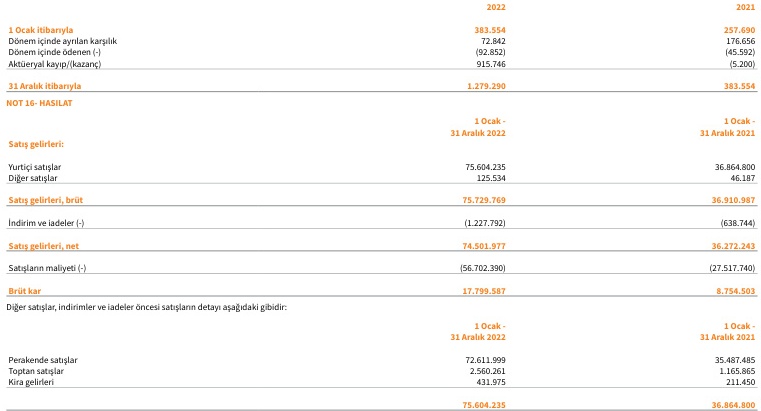 2022 2021
1 Ocak itibarıyla 383.554 257.690
Dönem içinde ayrılan karşılık 72.842 176.656
Dönem içinde ödenen (-) (92.852) (45.592)
Aktüeryal kayıp/(kazanç) 915.746 (5.200)
31 Aralık itibarıyla 1.279.290 383.554
NOT 16- HASILAT
1 Ocak - 1 Ocak -
31 Aralık 2022 31 Aralık 2021
Satış gelirleri:
Yurtiçi satışlar 75.604.235 36.864.800
Diğer satışlar 125.534 46.187
Satış gelirleri, brüt 75.729.769 36.910.987
İndirim ve iadeler (-) (1.227.792) (638.744)
Satış gelirleri, net 74.501.977 36.272.243
Satışların maliyeti (-) (56.702.390) (27.517.740)
Brüt kar 17.799.587 8.754.503
Diğer satışlar, indirimler ve iadeler öncesi satışların detayı aşağıdaki gibidir:
1 Ocak - 1 Ocak -
31 Aralık 2022 31 Aralık 2021
Perakende satışlar 72.611.999 35.487.485
Toptan satışlar 2.560.261 1.165.865
Kira gelirleri 431.975 211.450
75.604.235 36.864.800